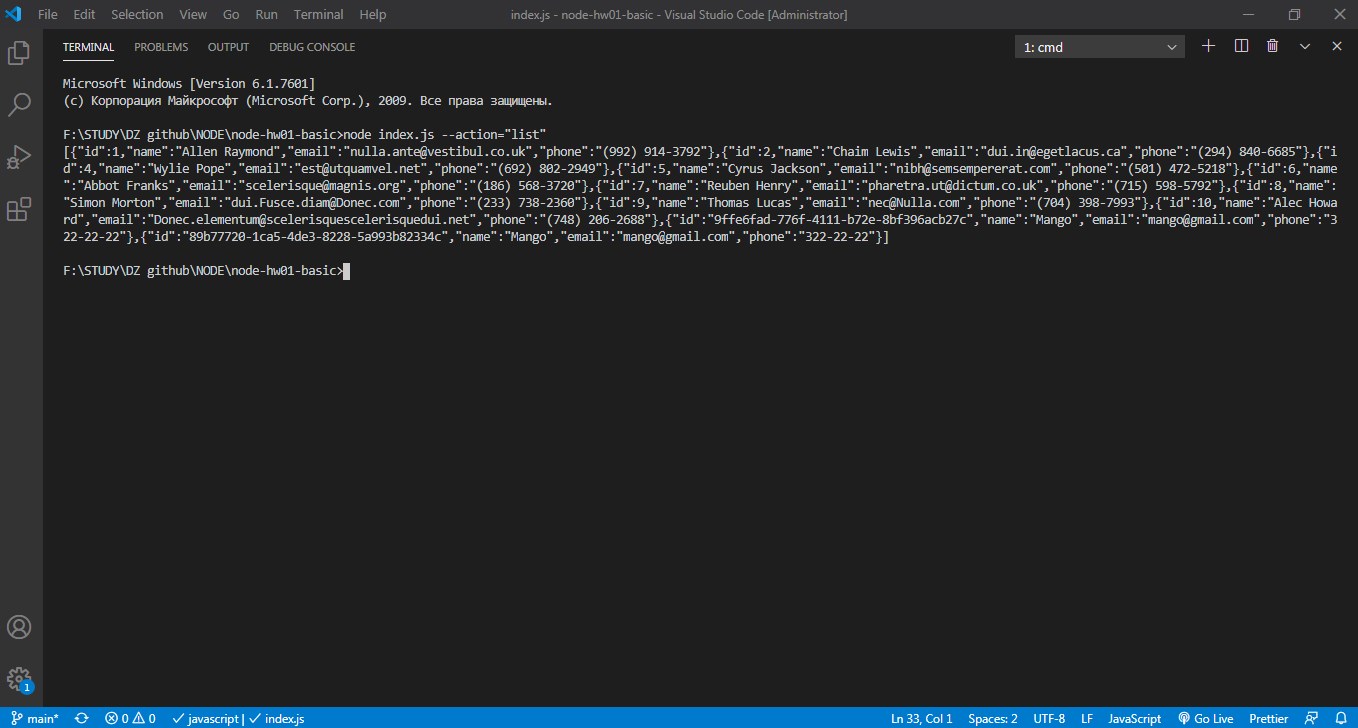 File Edit Selection View Go Run Terminal Help index.js - node-hw01-basic - Visual Studio Code [Administrator]
TERMINAL PROBLEMS OUTPUT DEBUG CONSOLE 1: cmd
Microsoft Windows [Version 6.1.7601]
(c) Корпорация Майкрософт (Microsoft Corp.), 2009. Все права защищены.
F:\STUDY\DZ github\NODE\node-hw01-basic>node index.js --action="list"
[{"id":1,"name":"Allen Raymond","email":"nulla.ante@vestibul.co.uk","phone":"(992) 914-3792"},{"id":2,"name":"Chaim Lewis","email":"dui.in@egetlacus.ca","phone":"(294) 840-6685"},{"i
d":4,"name":"Wylie Pope","email":"est@utquamvel.net","phone":"(692) 802-2949"},{"id":5,"name":"Cyrus Jackson","email":"nibh@semsempererat.com","phone":"(501) 472-5218"},{"id":6,"name
":"Abbot Franks","email":"scelerisque@magnis.org","phone":"(186) 568-3720"},{"id":7,"name":"Reuben Henry","email":"pharetra.ut@dictum.co.uk","phone":"(715) 598-5792"},{"id":8,"name":
"Simon Morton","email":"dui.Fusce.diam@Donec.com","phone":"(233) 738-2360"},{"id":9,"name":"Thomas Lucas","email":"nec@Nulla.com","phone":"(704) 398-7993"},{"id":10,"name":"Alec Howa
rd","email":"Donec.elementum@scelerisquescelerisquedui.net","phone":"(748) 206-2688"},{"id":"9ffe6fad-776f-4111-b72e-8bf396acb27c","name":"Mango","email":"mango@gmail.com","phone":"3
22-22-22"},{"id":"89b77720-1ca5-4de3-8228-5a993b82334c","name":"Mango","email":"mango@gmail.com","phone":"322-22-22"}]
F:\STUDY\DZ github\NODE\node-hw01-basic>
1
main* 0 0 javascript | index.js Ln 33, Col 1 Spaces: 2 UTF-8 LF JavaScript Go Live Prettier